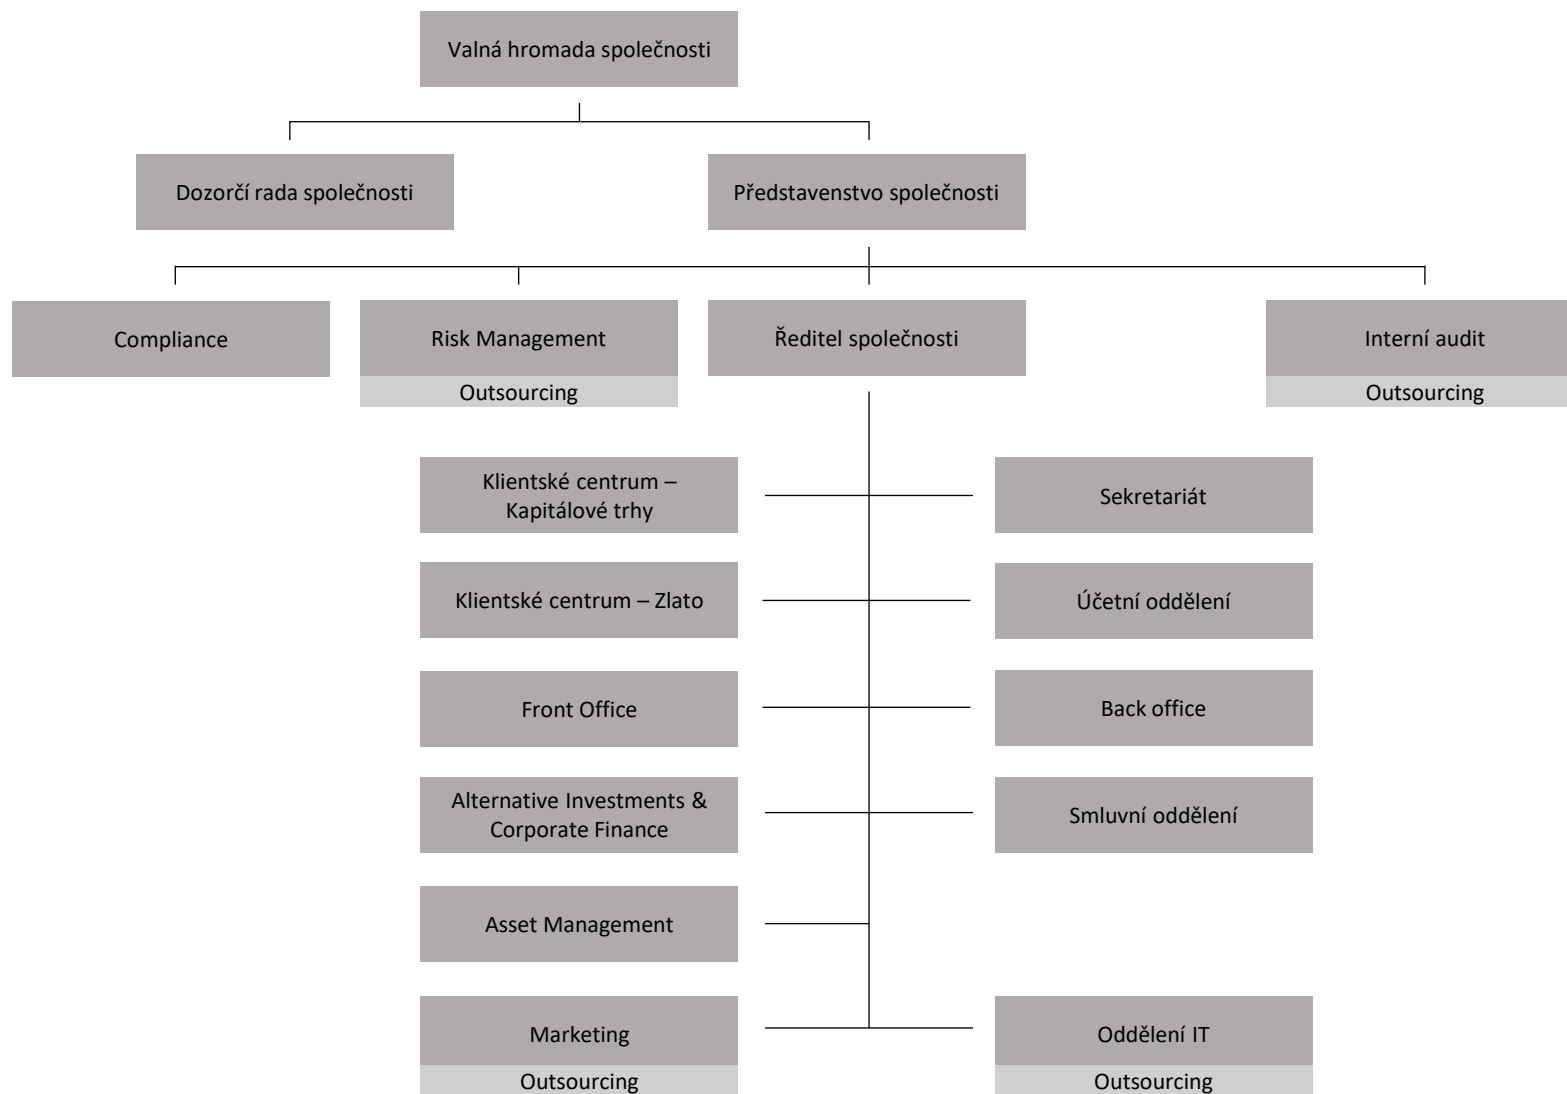 Valná hromada společnosti
Dozorčí rada společnosti
Představenstvo společnosti
Compliance
Risk Management
Outsourcing
Ředitel společnosti
Interní audit
Outsourcing
Klientské centrum –
Kapitálové trhy
Sekretariát
Klientské centrum – Zlato
Účetní oddělení
Front Office
Back office
Alternative Investments &
Corporate Finance
Smluvní oddělení
Asset Management
Marketing
Outsourcing
Oddělení IT
Outsourcing